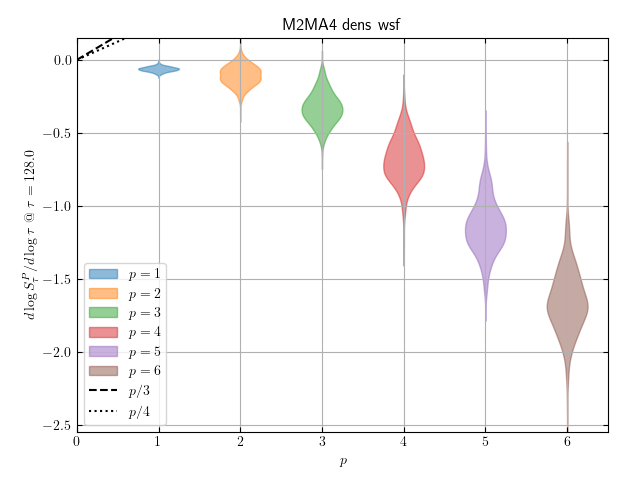 M2MA4 dens wsf
0.0
−0.5
−1.0
−1.5
−2.0
−2.5
d log S_τ^P / d log τ @ τ = 128.0
p = 1
p = 2
p = 3
p = 4
p = 5
p = 6
p/3
p/4
0 1 2 3 4 5 6
p